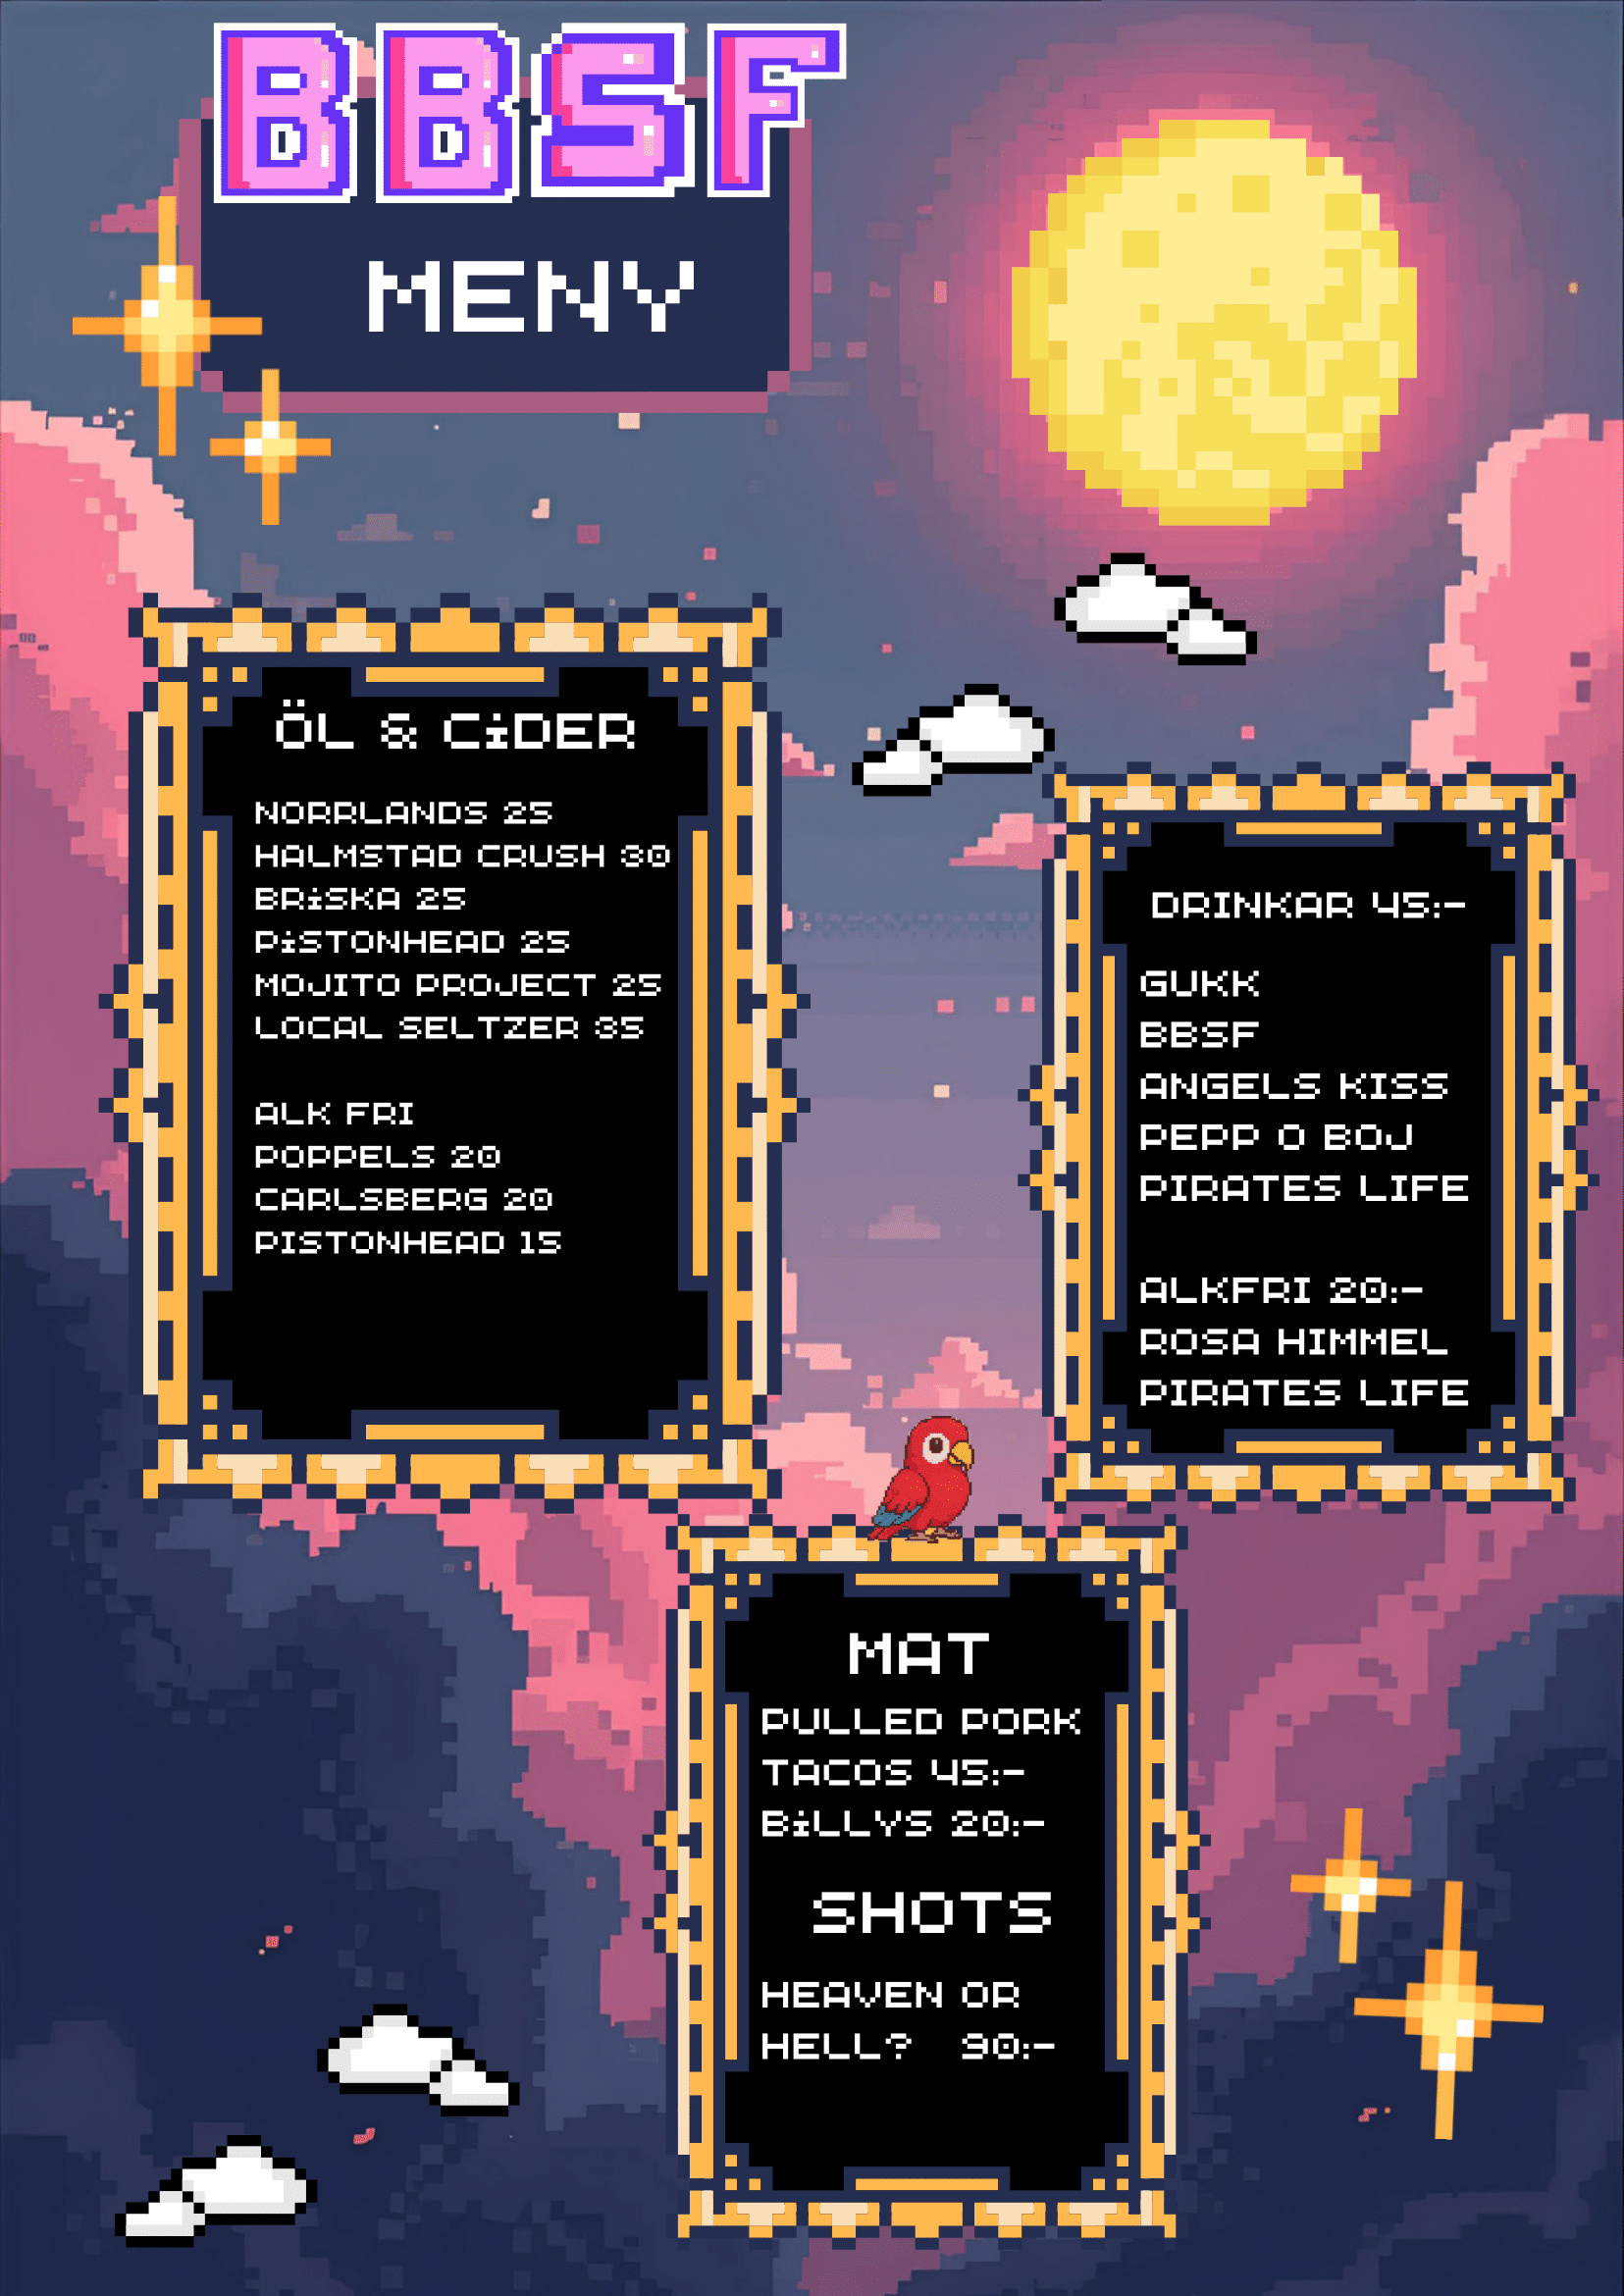 BBSF
MENY
ÖL & CiDER
NORRLANDS 25
HALMSTAD CRUSH 30
BRiSKA 25
PiSTONHEAD 25
MOJITO PROJECT 25
LOCAL SELTZER 35
ALK FRI
POPPELS 20
CARLSBERG 20
PISTONHEAD 15
DRINKAR 45:-
GUKK
BBSF
ANGELS KISS
PEPP O BOJ
PIRATES LIFE
ALKFRI 20:-
ROSA HIMMEL
PIRATES LIFE
MAT
PULLED PORK
TACOS 45:-
BiLLYS 20:-
SHOTS
HEAVEN OR
HELL? 90:-